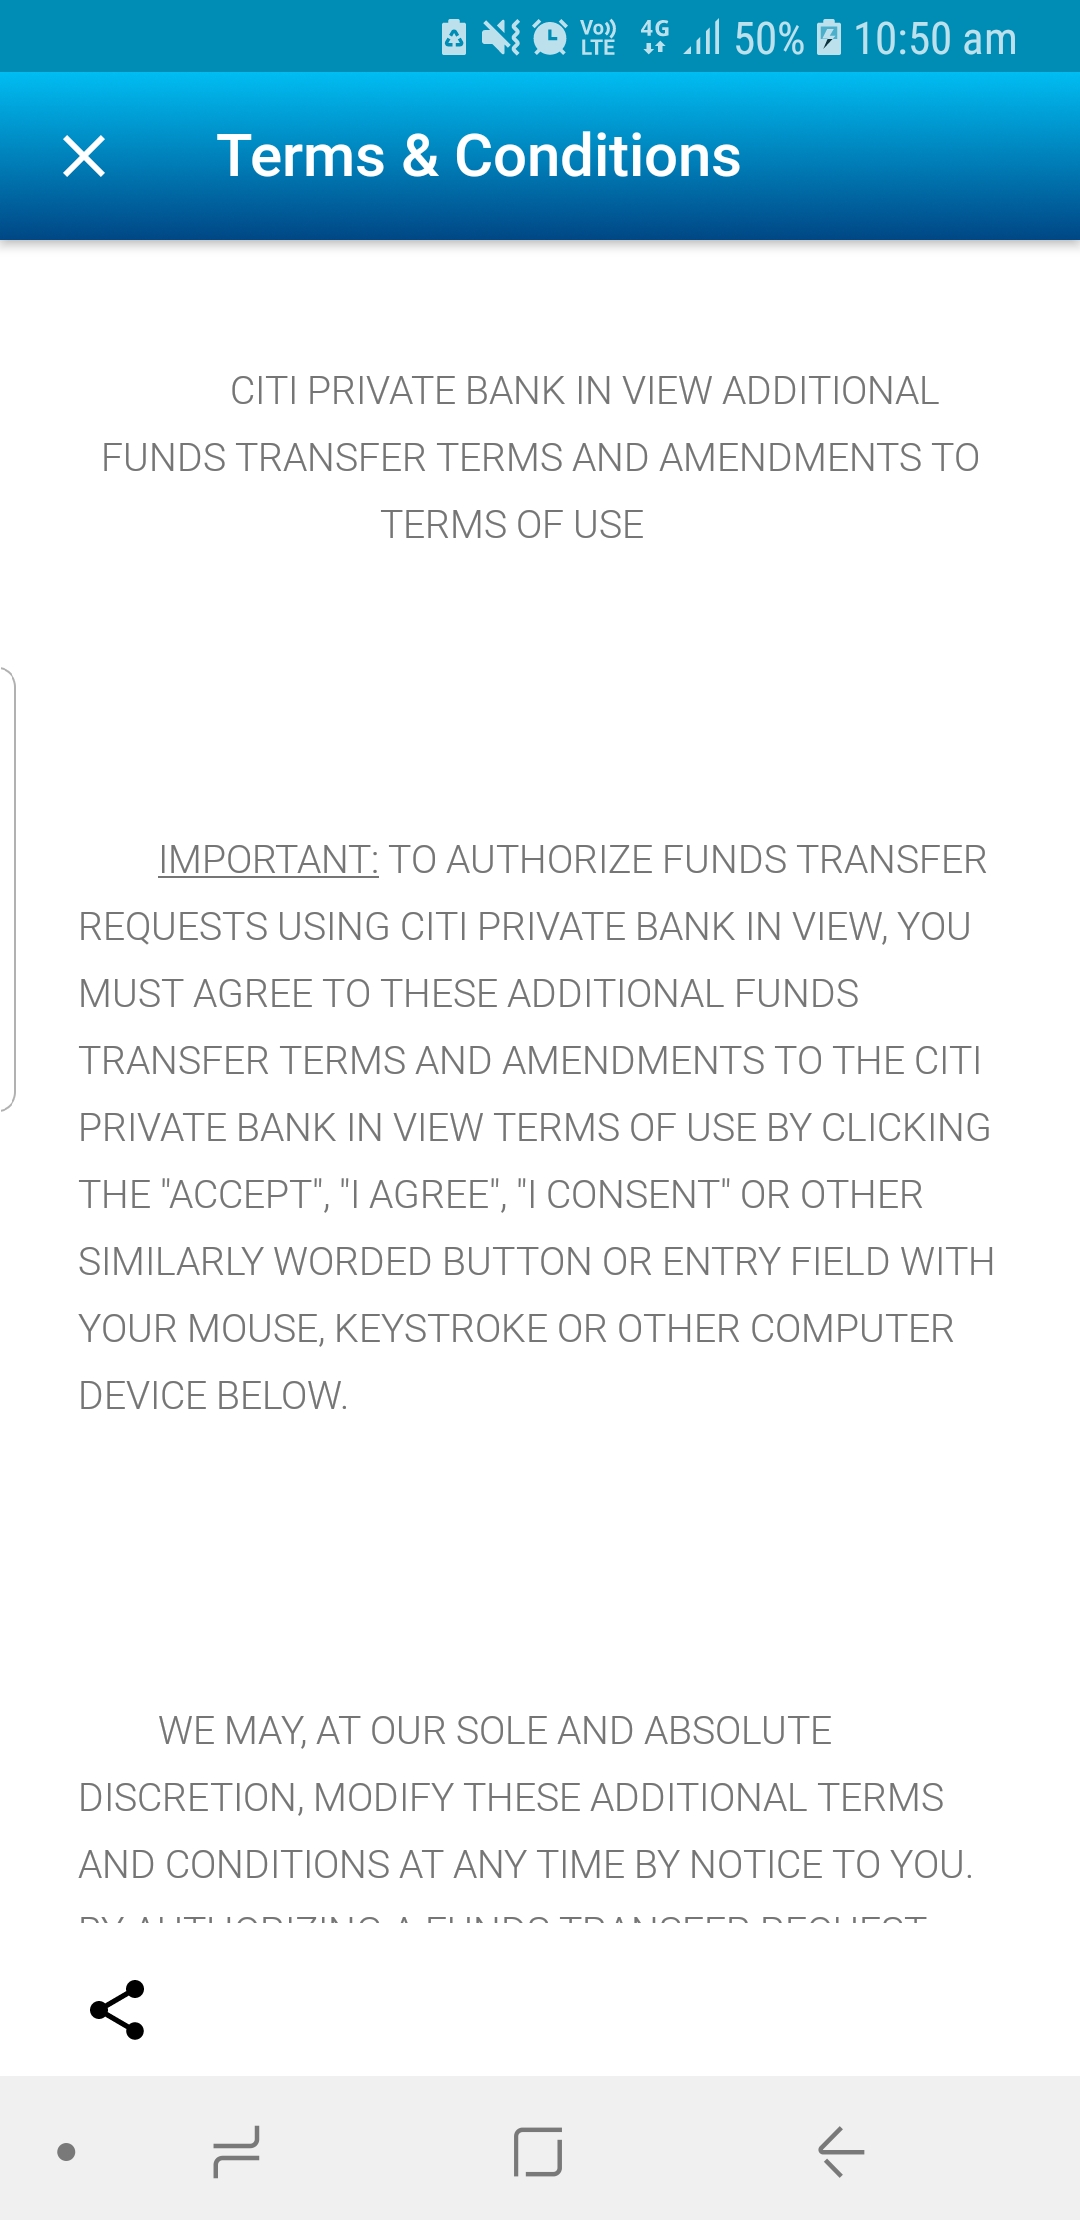 Vo)) LTE 4G 50% 10:50 am
Terms & Conditions
CITI PRIVATE BANK IN VIEW ADDITIONAL
FUNDS TRANSFER TERMS AND AMENDMENTS TO
TERMS OF USE
IMPORTANT: TO AUTHORIZE FUNDS TRANSFER
REQUESTS USING CITI PRIVATE BANK IN VIEW, YOU
MUST AGREE TO THESE ADDITIONAL FUNDS
TRANSFER TERMS AND AMENDMENTS TO THE CITI
PRIVATE BANK IN VIEW TERMS OF USE BY CLICKING
THE "ACCEPT", "I AGREE", "I CONSENT" OR OTHER
SIMILARLY WORDED BUTTON OR ENTRY FIELD WITH
YOUR MOUSE, KEYSTROKE OR OTHER COMPUTER
DEVICE BELOW.
WE MAY, AT OUR SOLE AND ABSOLUTE
DISCRETION, MODIFY THESE ADDITIONAL TERMS
AND CONDITIONS AT ANY TIME BY NOTICE TO YOU.
BY AUTHORIZING A FUNDS TRANSFER REQUEST